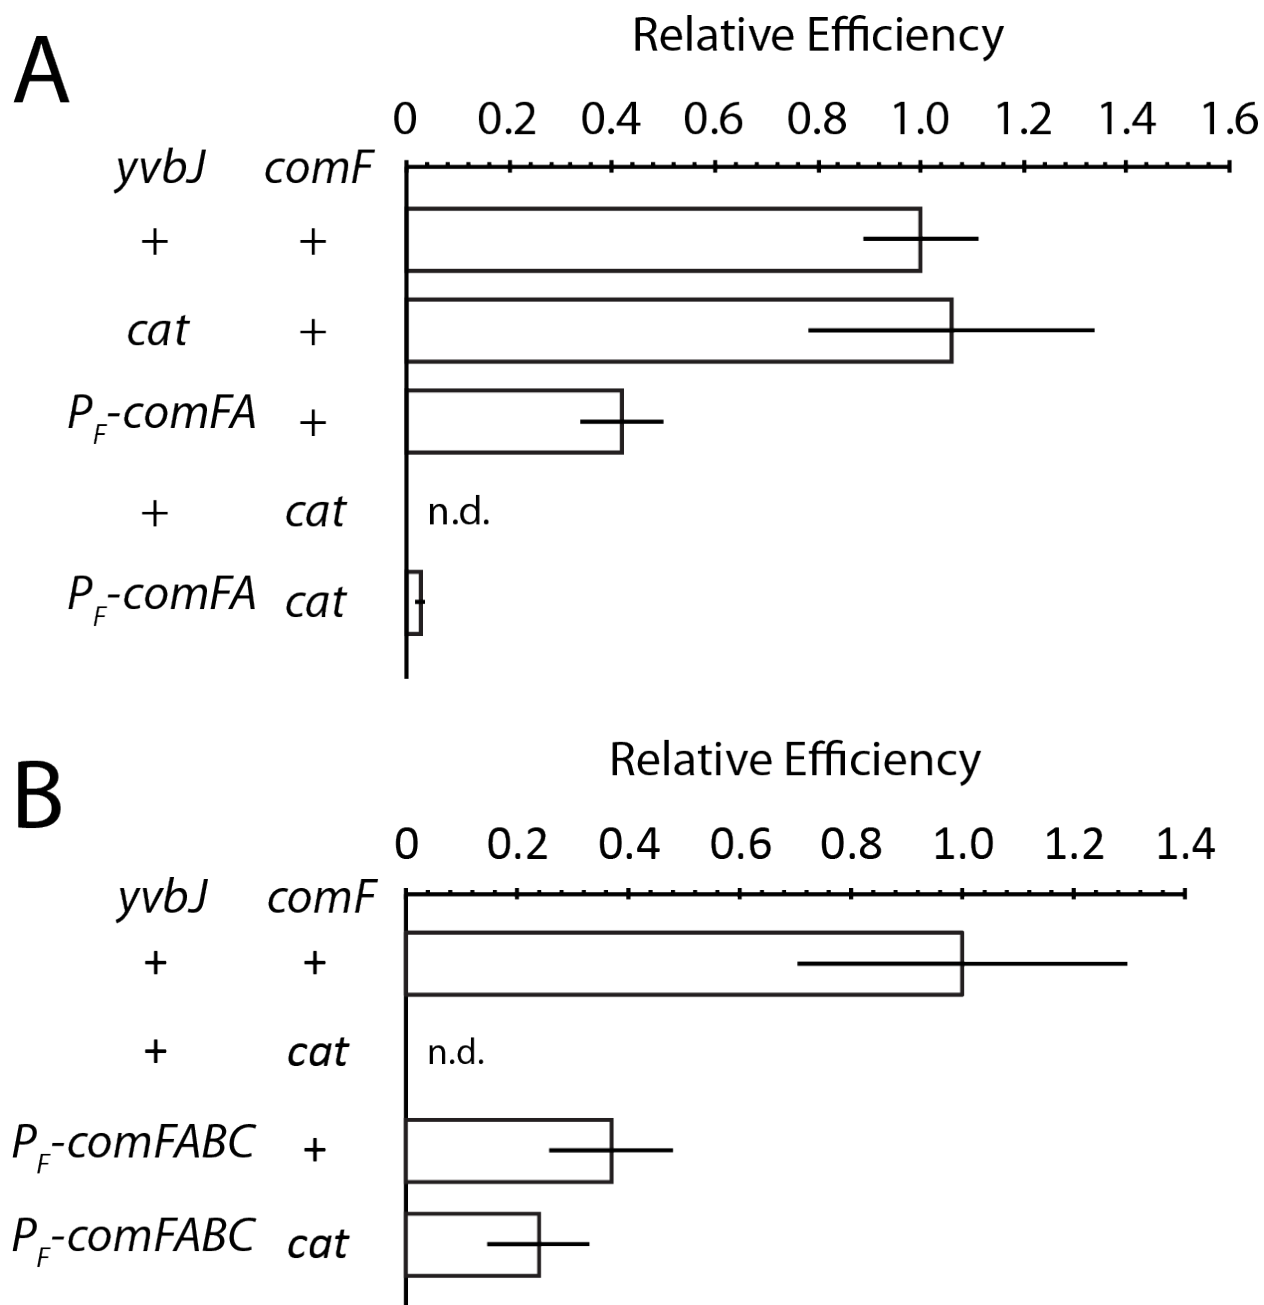 A
Relative Efficiency
0 0.2 0.4 0.6 0.8 1.0 1.2 1.4 1.6
yvbJ comF
+ +
cat +
PF-comFA +
+ cat n.d.
PF-comFA cat
B
Relative Efficiency
0 0.2 0.4 0.6 0.8 1.0 1.2 1.4
yvbJ comF
+ +
+ cat n.d.
PF-comFABC +
PF-comFABC cat